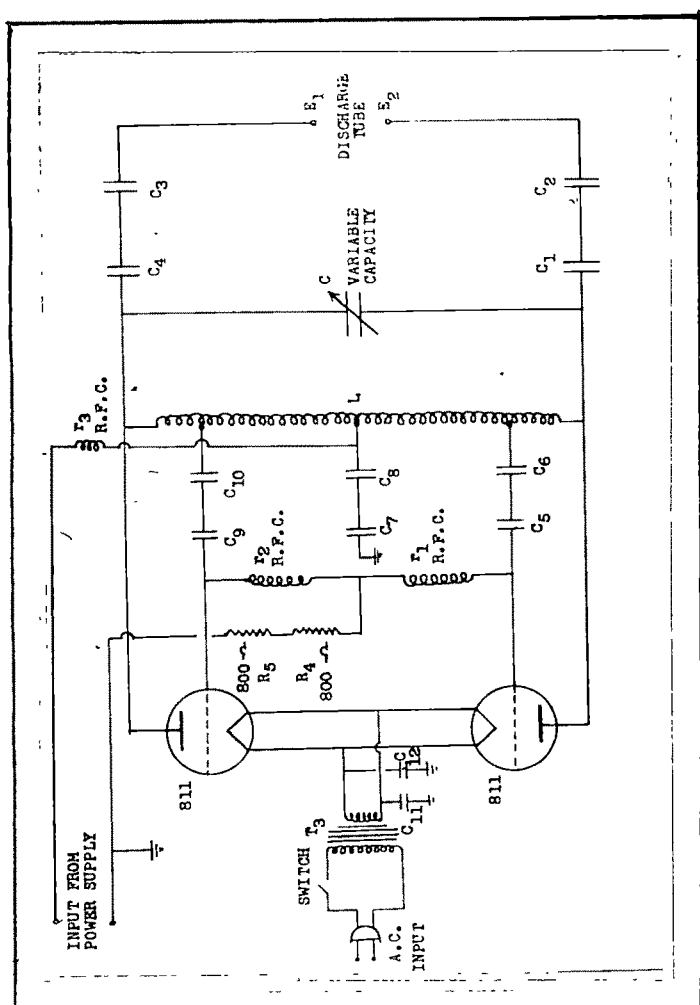 INPUT FROM
POWER SUPPLY
r3
R.F.C.
E1
DISCHARGE
TUBE
E2
C3
C4
C
VARIABLE
CAPACITY
C2
C1
L
C10
C9
C8
C7
C6
C5
r2
R.F.C.
r1
R.F.C.
800 Ω
R5
R4
800 Ω
811
811
SWITCH
T3
C11
C12
A.C.
INPUT